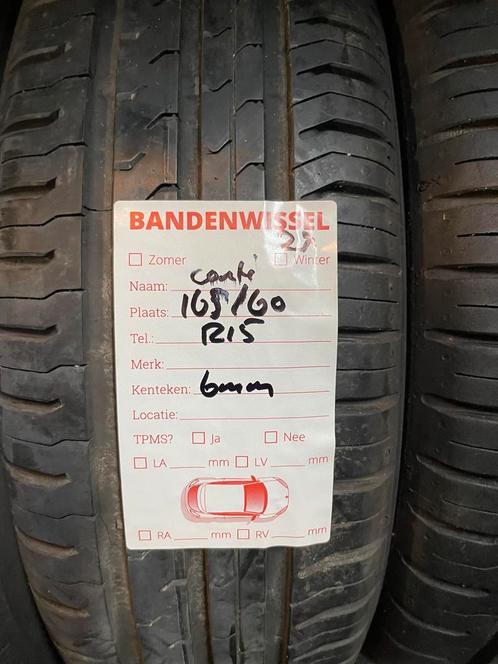 BANDENWISSEL
2x
Zomer Winter
Naam: conti
Plaats: 165/60
Tel.: R15
Merk:
Kenteken: 6mm
Locatie:
TPMS? Ja Nee
LA mm LV mm
RA mm RV mm